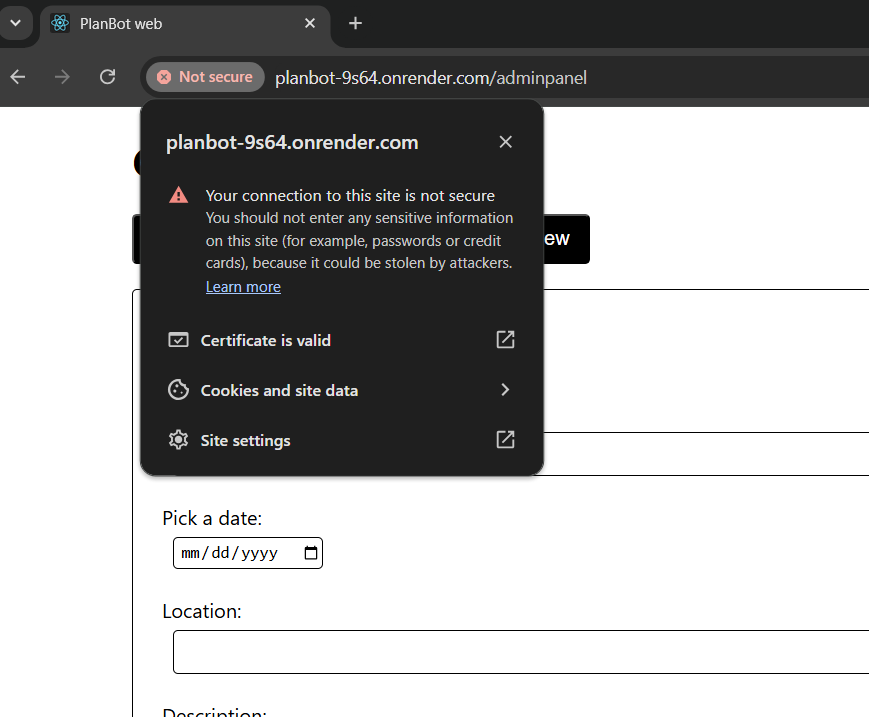 PlanBot web
Not secure
planbot-9s64.onrender.com/adminpanel
planbot-9s64.onrender.com
Your connection to this site is not secure
You should not enter any sensitive information
on this site (for example, passwords or credit
cards), because it could be stolen by attackers.
Learn more
Certificate is valid
Cookies and site data
Site settings
ew
Pick a date:
mm/dd/yyyy
Location:
Description: